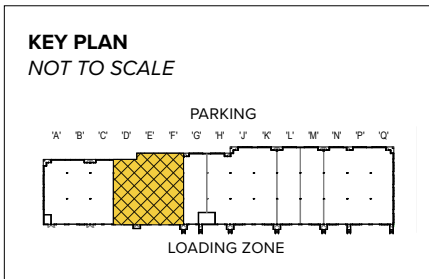 KEY PLAN
NOT TO SCALE
PARKING
'A' 'B' 'C' 'D' 'E' 'F' 'G' 'H' 'J' 'K' 'L' 'M' 'N' 'P' 'Q'
LOADING ZONE